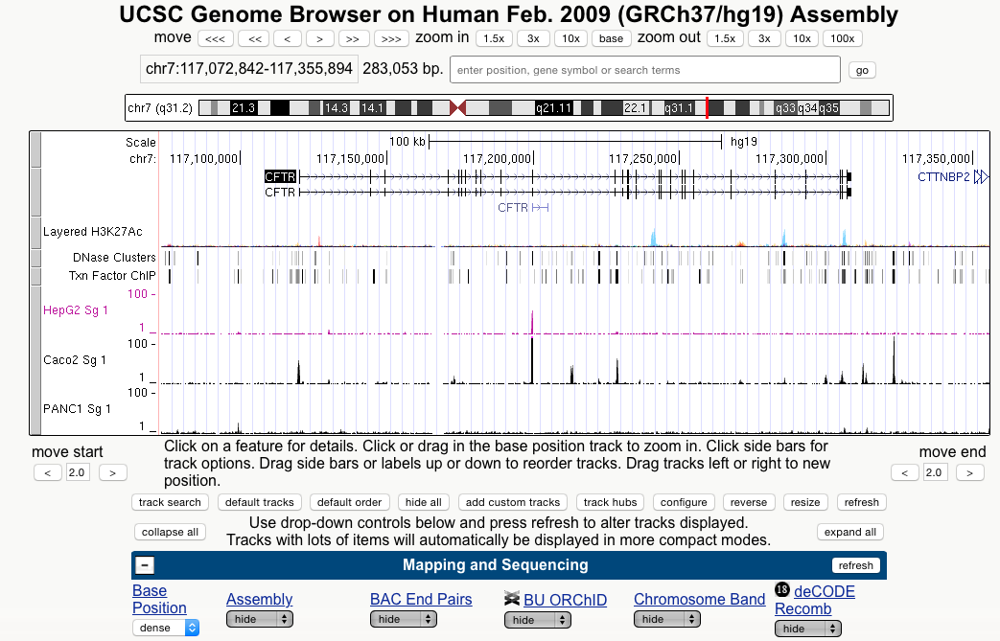 UCSC Genome Browser on Human Feb. 2009 (GRCh37/hg19) Assembly
move <<< << < > >> >>> zoom in 1.5x 3x 10x base zoom out 1.5x 3x 10x 100x
chr7:117,072,842-117,355,894 283,053 bp. enter position, gene symbol or search terms go
chr7 (q31.2) 21.3 14.3 14.1 q21.11 22.1 q31.1 q33 q34 q35
Scale 100 kb hg19
chr7: 117,100,000 117,150,000 117,200,000 117,250,000 117,300,000 117,350,000
CFTR CTTNBP2
CFTR
CFTR
Layered H3K27Ac
DNase Clusters
Txn Factor ChIP
100 -
HepG2 Sg 1
1 _
100 -
Caco2 Sg 1
1 _
100 -
PANC1 Sg 1
1 _
move start
< 2.0 >
Click on a feature for details. Click or drag in the base position track to zoom in. Click side bars for
track options. Drag side bars or labels up or down to reorder tracks. Drag tracks left or right to new
position.
move end
< 2.0 >
track search default tracks default order hide all add custom tracks track hubs configure reverse resize refresh
collapse all
Use drop-down controls below and press refresh to alter tracks displayed.
Tracks with lots of items will automatically be displayed in more compact modes.
expand all
- Mapping and Sequencing refresh
Base
Position
dense
Assembly
hide
BAC End Pairs
hide
BU ORChID
hide
Chromosome Band
hide
18 deCODE
Recomb
hide